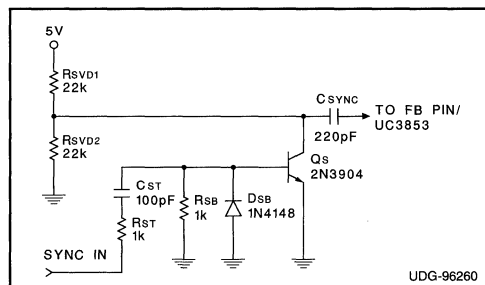 5V
RSVD1
22k
RSVD2
22k
CSYNC
220pF
TO FB PIN/
UC3853
QS
2N3904
CST
100pF
RST
1k
RSB
1k
DSB
1N4148
SYNC IN
UDG-96260